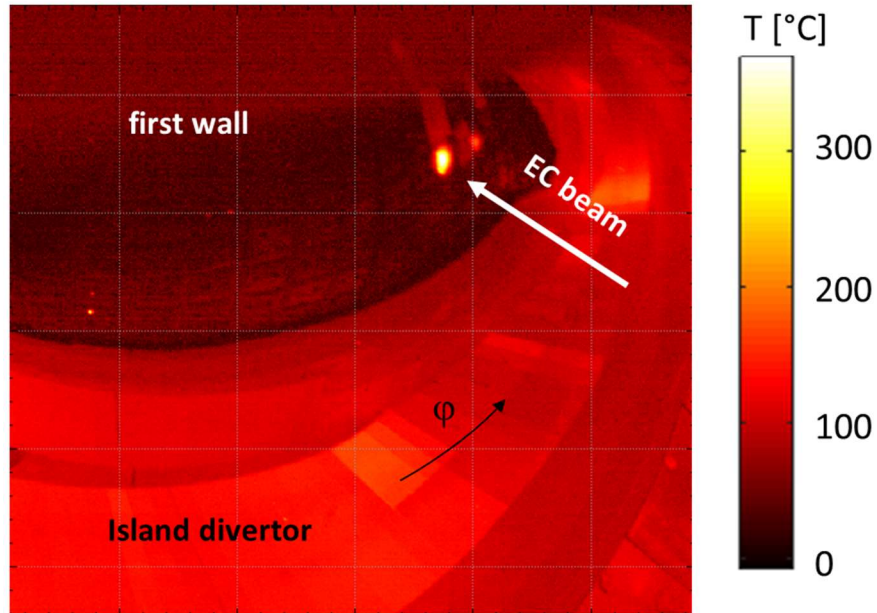 T [°C]
first wall
300
EC beam
200
φ
100
Island divertor
0